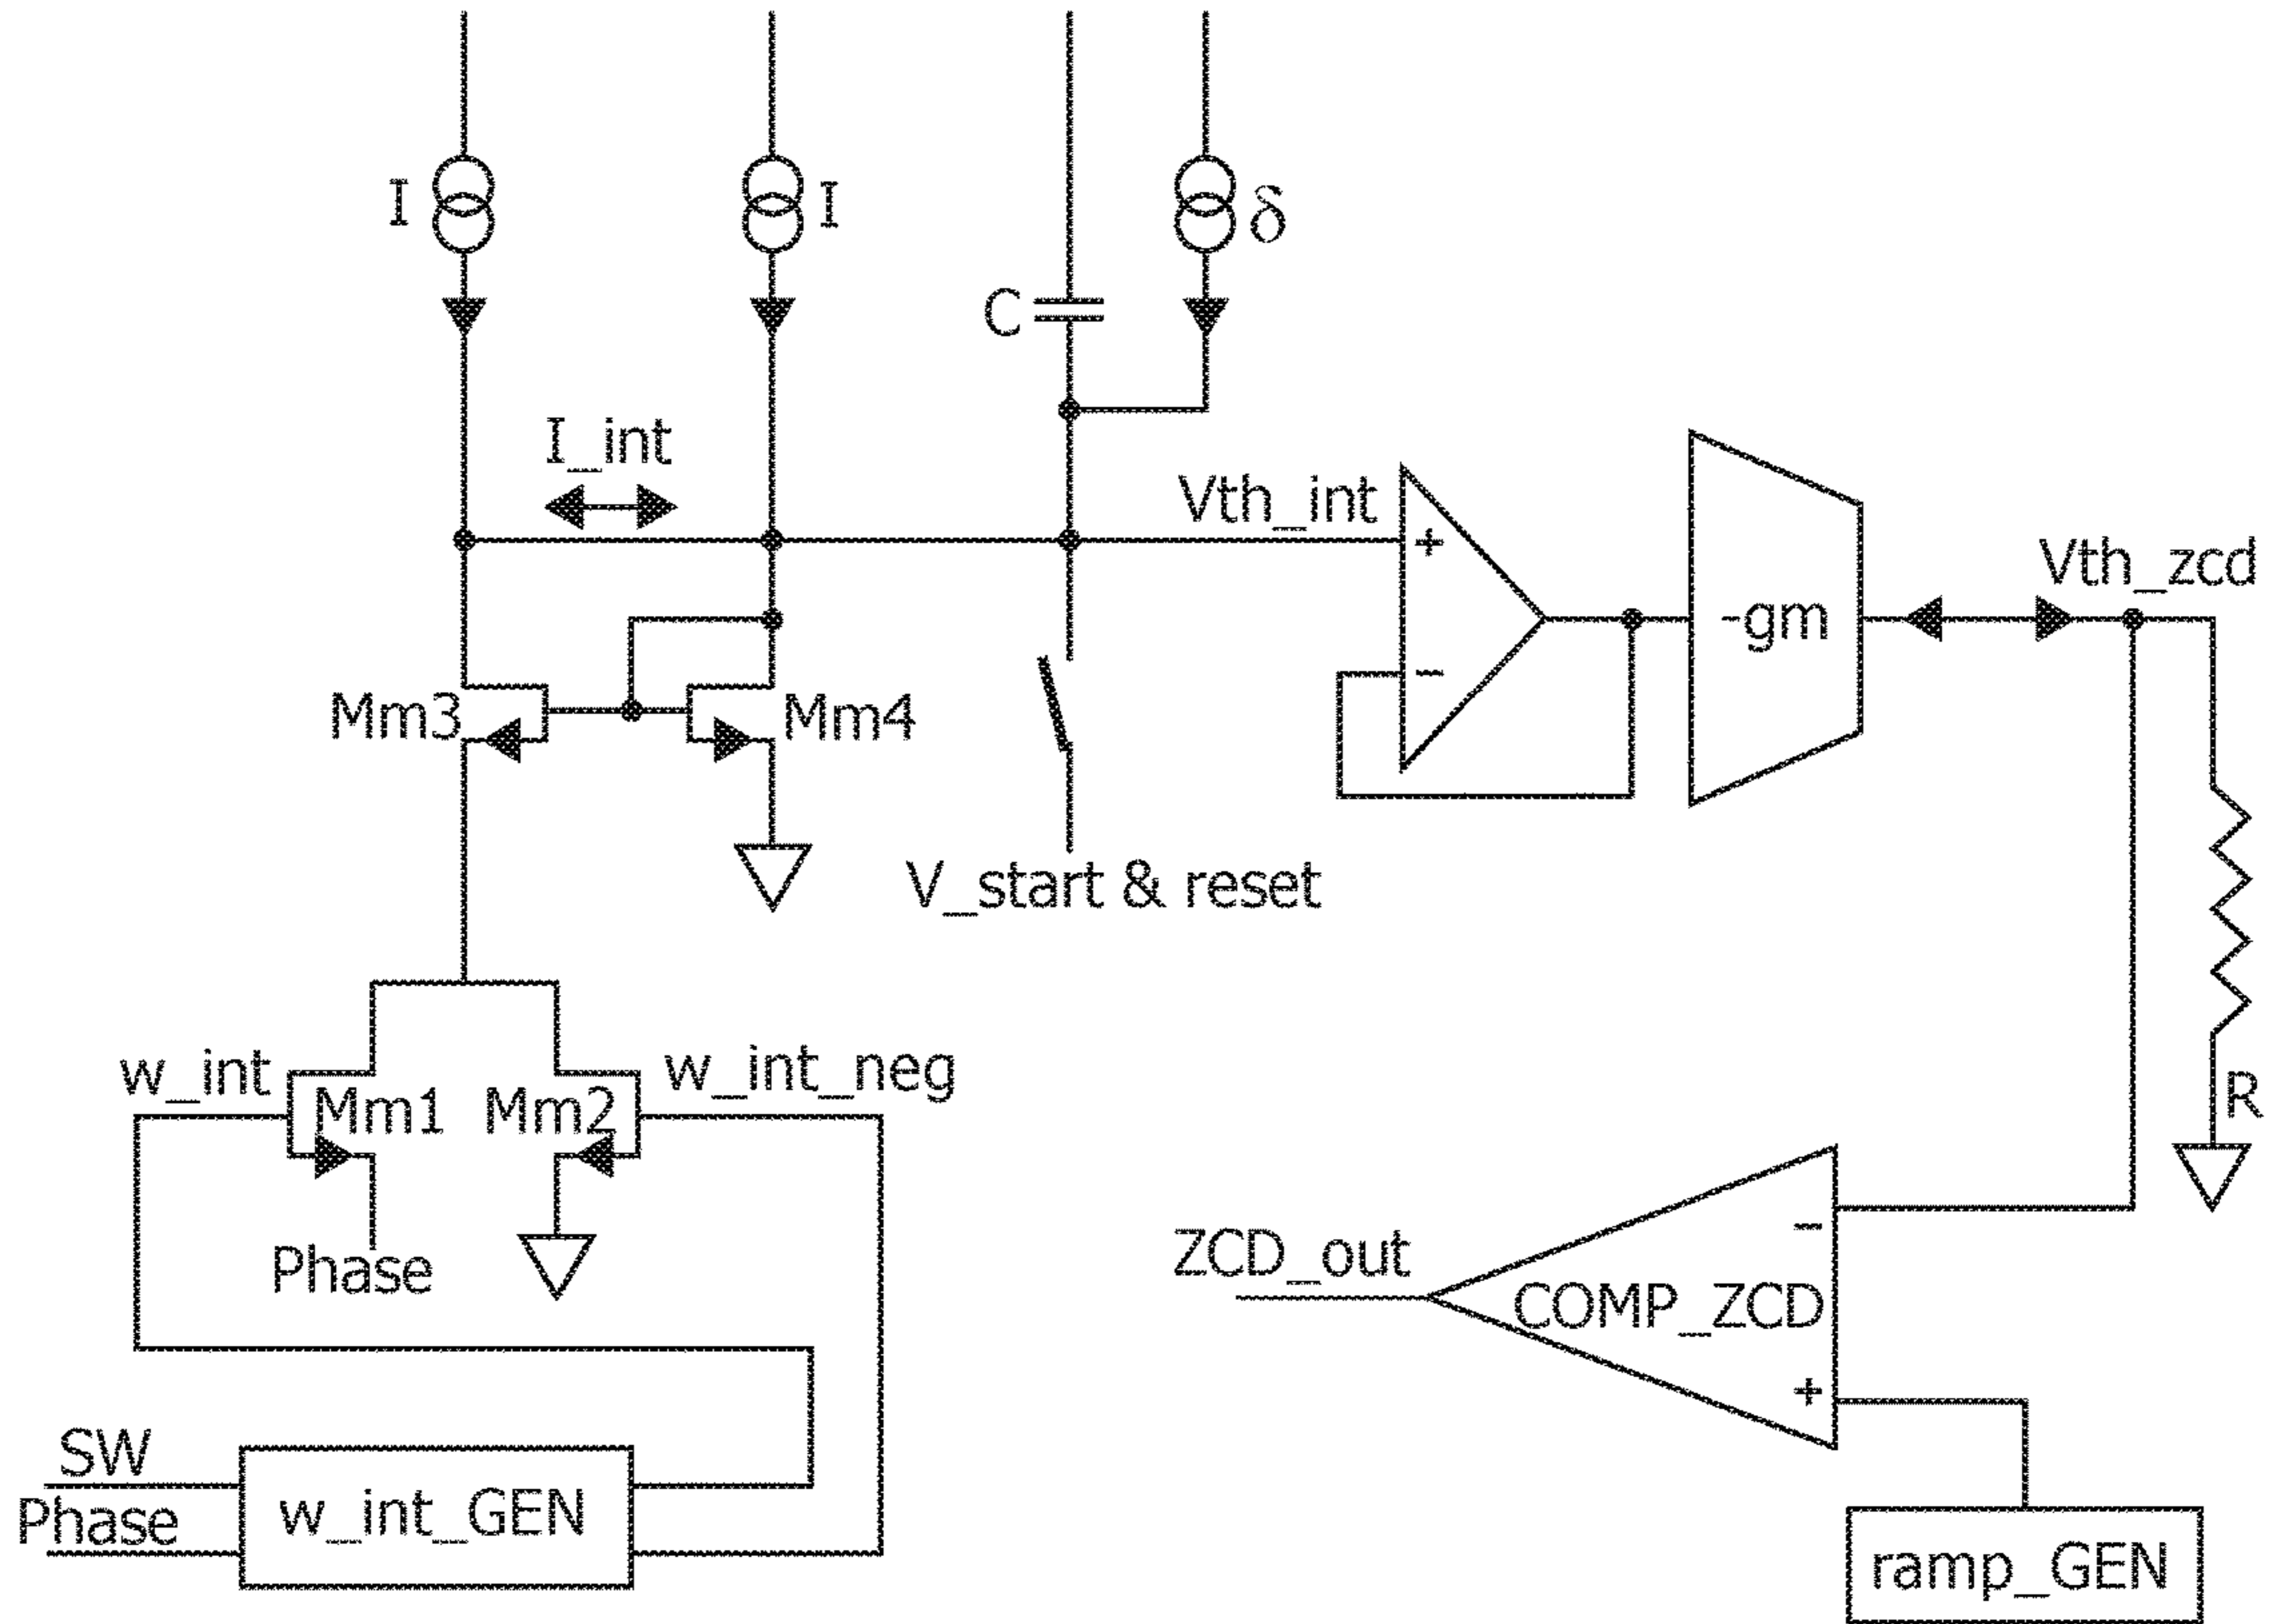 I
I
δ
C
I_int
Vth_int
+
-
-gm
Vth_zcd
Mm3
Mm4
V_start & reset
w_int
w_int_neg
Mm1
Mm2
R
Phase
ZCD_out
-
COMP_ZCD
+
SW
Phase
w_int_GEN
ramp_GEN